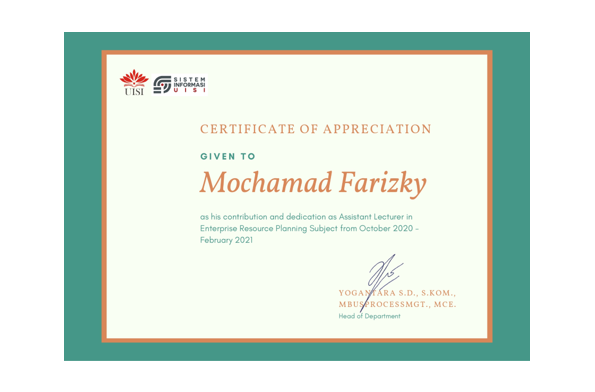 UISI
SISTEM
INFORMASI
UISI
CERTIFICATE OF APPRECIATION
GIVEN TO
Mochamad Farizky
as his contribution and dedication as Assistant Lecturer in
Enterprise Resource Planning Subject from October 2020 -
February 2021
YOGANTARA S.D., S.KOM.,
MBUSPROCESSMGT., MCE.
Head of Department